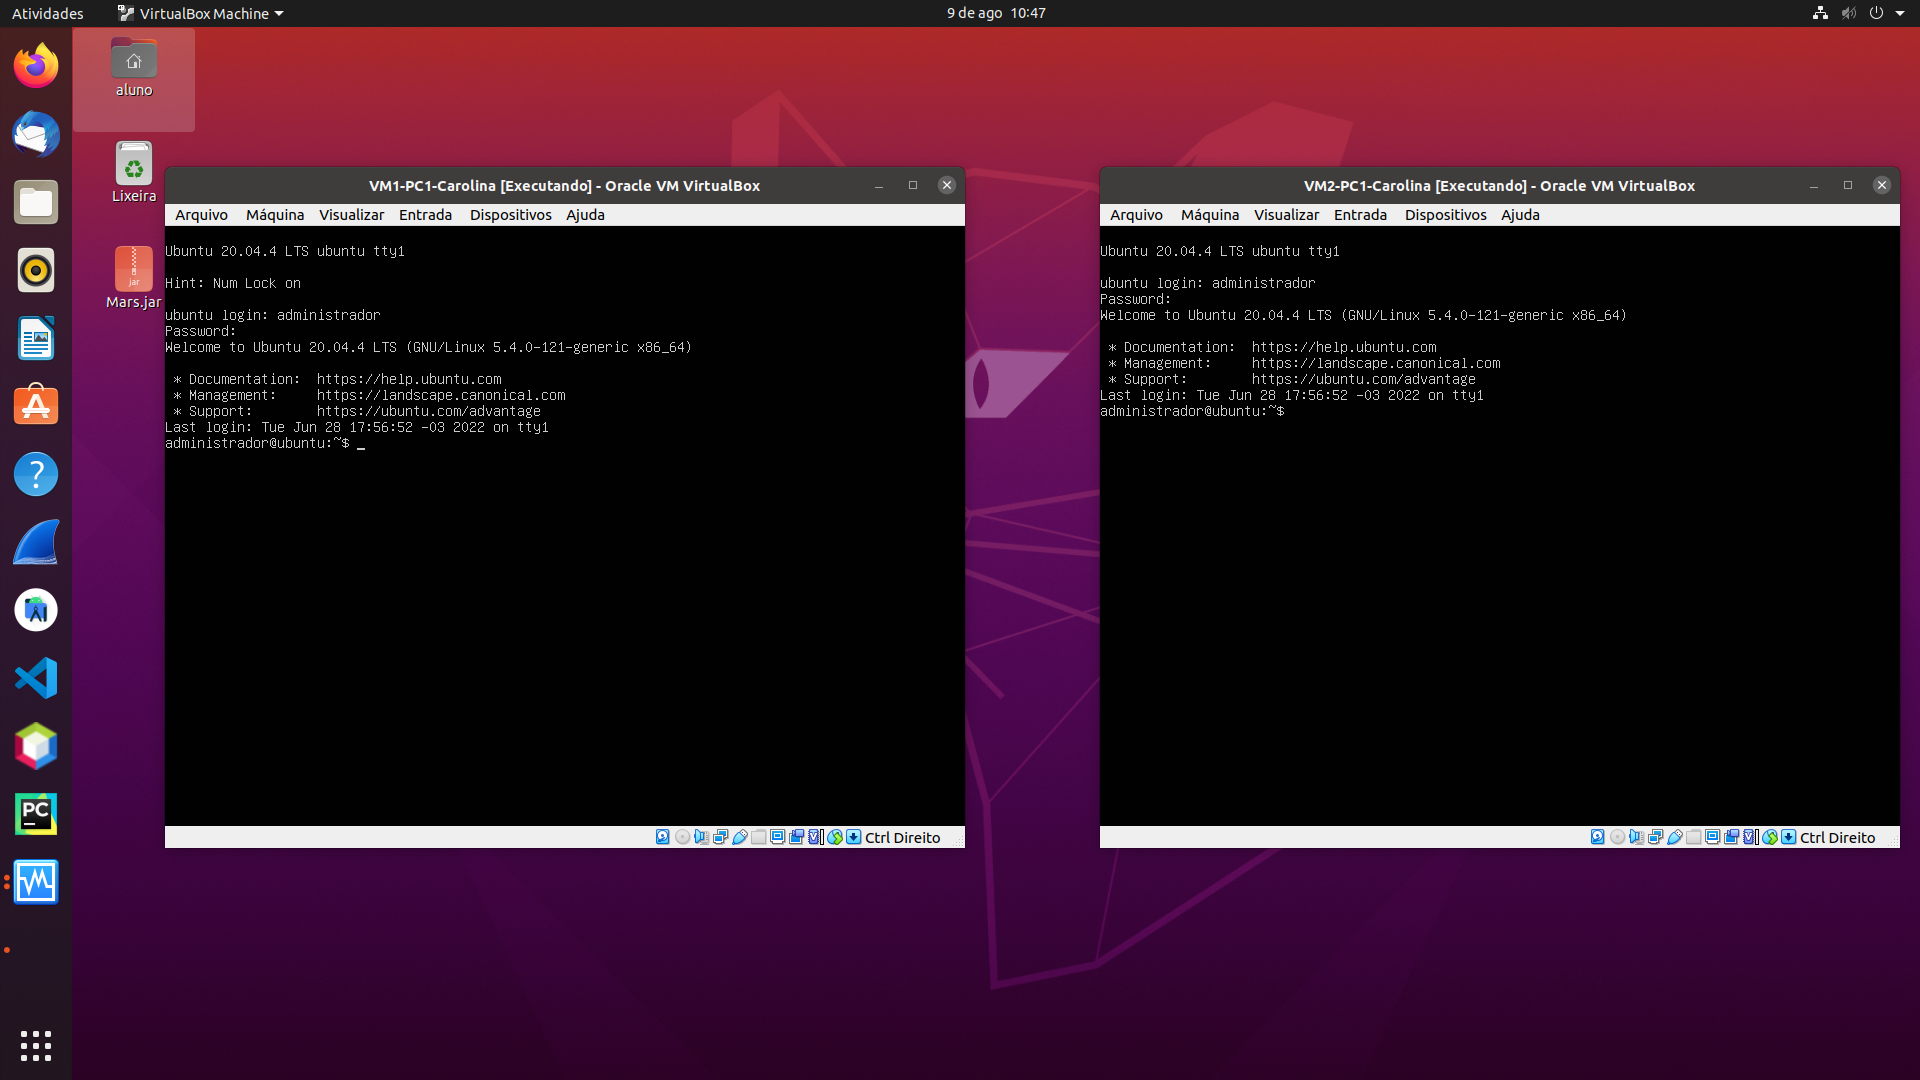 Atividades
VirtualBox Machine
9 de ago 10:47
aluno
Lixeira
jar
Mars.jar
VM1-PC1-Carolina [Executando] - Oracle VM VirtualBox
Arquivo Máquina Visualizar Entrada Dispositivos Ajuda
Ubuntu 20.04.4 LTS ubuntu tty1
Hint: Num Lock on
ubuntu login: administrador
Password:
Welcome to Ubuntu 20.04.4 LTS (GNU/Linux 5.4.0-121-generic x86_64)
* Documentation: https://help.ubuntu.com
* Management: https://landscape.canonical.com
* Support: https://ubuntu.com/advantage
Last login: Tue Jun 28 17:56:52 -03 2022 on tty1
administrador@ubuntu:~$ _
Ctrl Direito
VM2-PC1-Carolina [Executando] - Oracle VM VirtualBox
Arquivo Máquina Visualizar Entrada Dispositivos Ajuda
Ubuntu 20.04.4 LTS ubuntu tty1
ubuntu login: administrador
Password:
Welcome to Ubuntu 20.04.4 LTS (GNU/Linux 5.4.0-121-generic x86_64)
* Documentation: https://help.ubuntu.com
* Management: https://landscape.canonical.com
* Support: https://ubuntu.com/advantage
Last login: Tue Jun 28 17:56:52 -03 2022 on tty1
administrador@ubuntu:~$
Ctrl Direito
PC